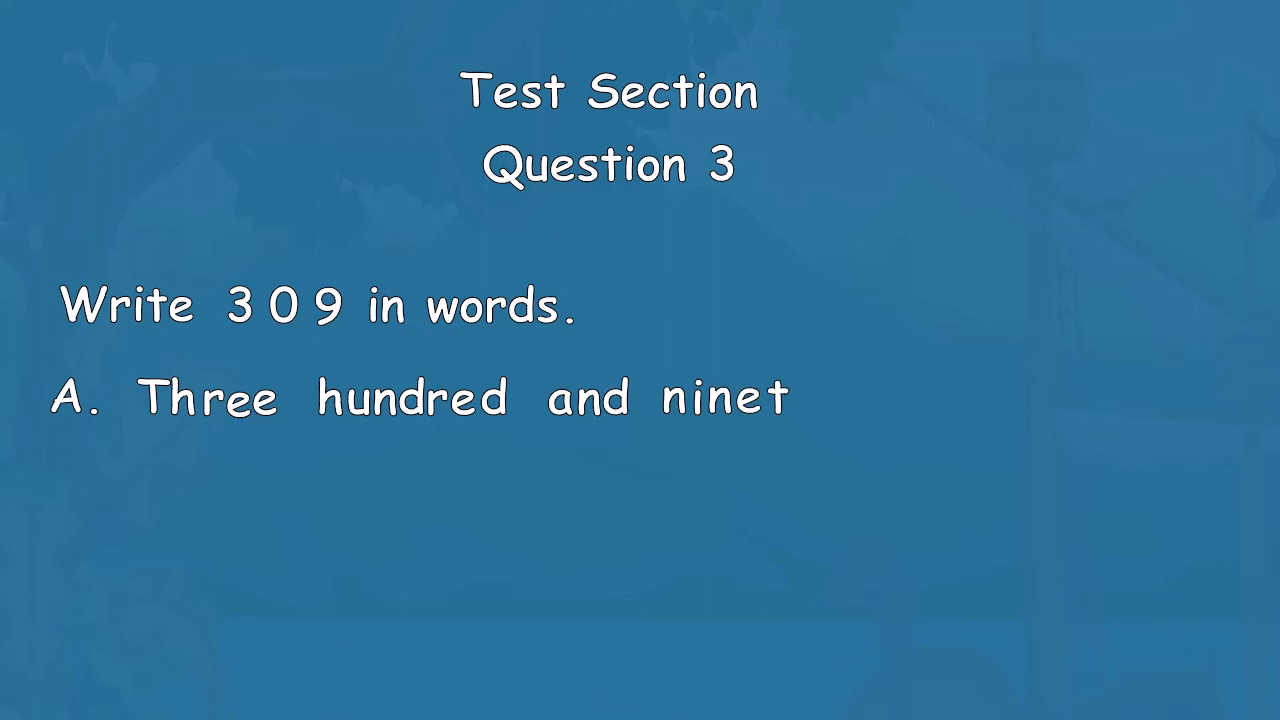 Test Section
Question 3
Write 3 0 9 in words.
A. Three hundred and ninet